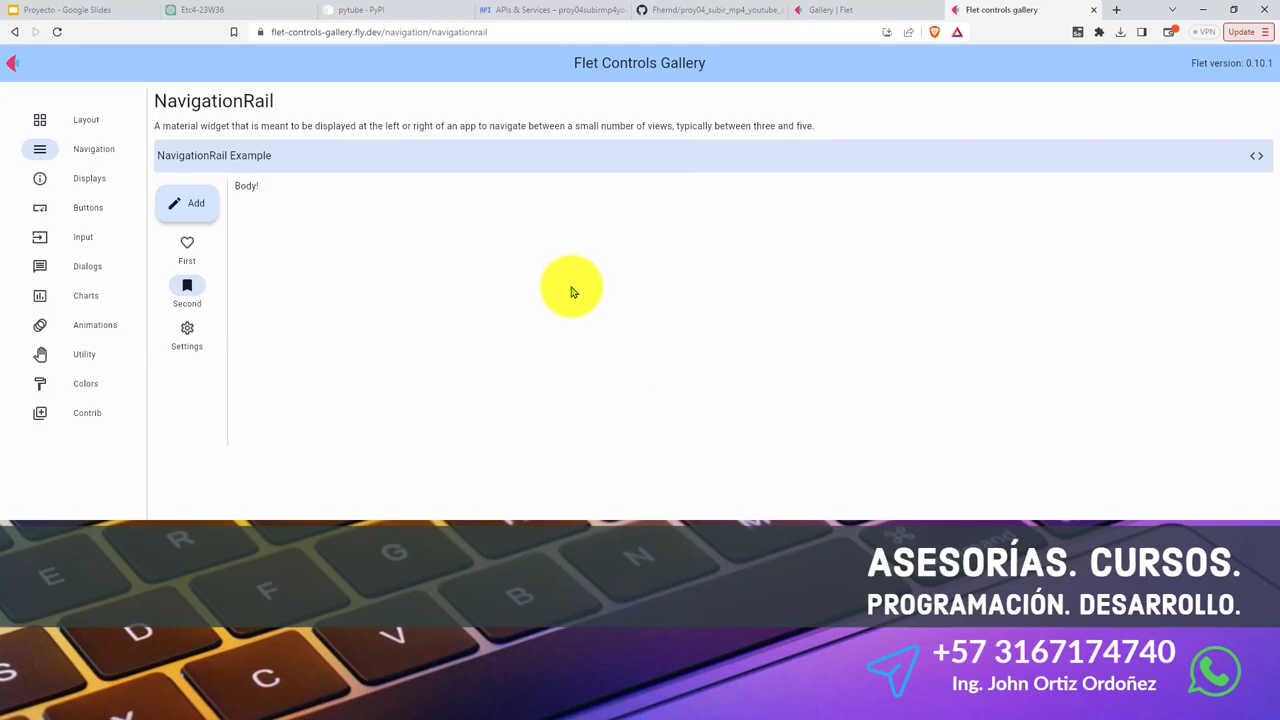 Proyecto - Google Slides
Etc4-23W36
pytube · PyPI
API APIs & Services – proy04subirmp4yo
Fhernd/proy04_subir_mp4_youtube_
Gallery | Flet
Flet controls gallery
flet-controls-gallery.fly.dev/navigation/navigationrail
VPN
Update
Flet Controls Gallery
Flet version: 0.10.1
Layout
Navigation
Displays
Buttons
Input
Dialogs
Charts
Animations
Utility
Colors
Contrib
NavigationRail
A material widget that is meant to be displayed at the left or right of an app to navigate between a small number of views, typically between three and five.
NavigationRail Example
Add
First
Second
Settings
Body!
ASESORÍAS. CURSOS.
PROGRAMACIÓN. DESARROLLO.
+57 3167174740
Ing. John Ortiz Ordoñez
E
R
F
G
B
N
M
D
C
V
S